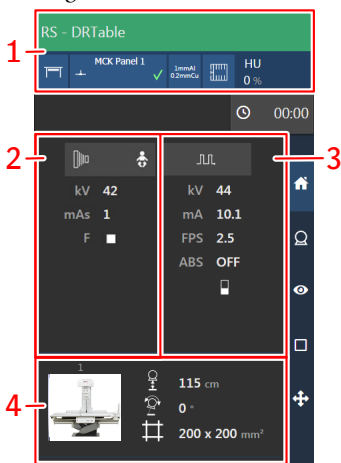 RS - DRTable
1
MCK Panel 1
1mmAl
0.2mmCu
HU
0 %
00:00
2
3
kV 42
mAs 1
F
kV 44
mA 10.1
FPS 2.5
ABS OFF
4
1
115 cm
0 °
200 x 200 mm²